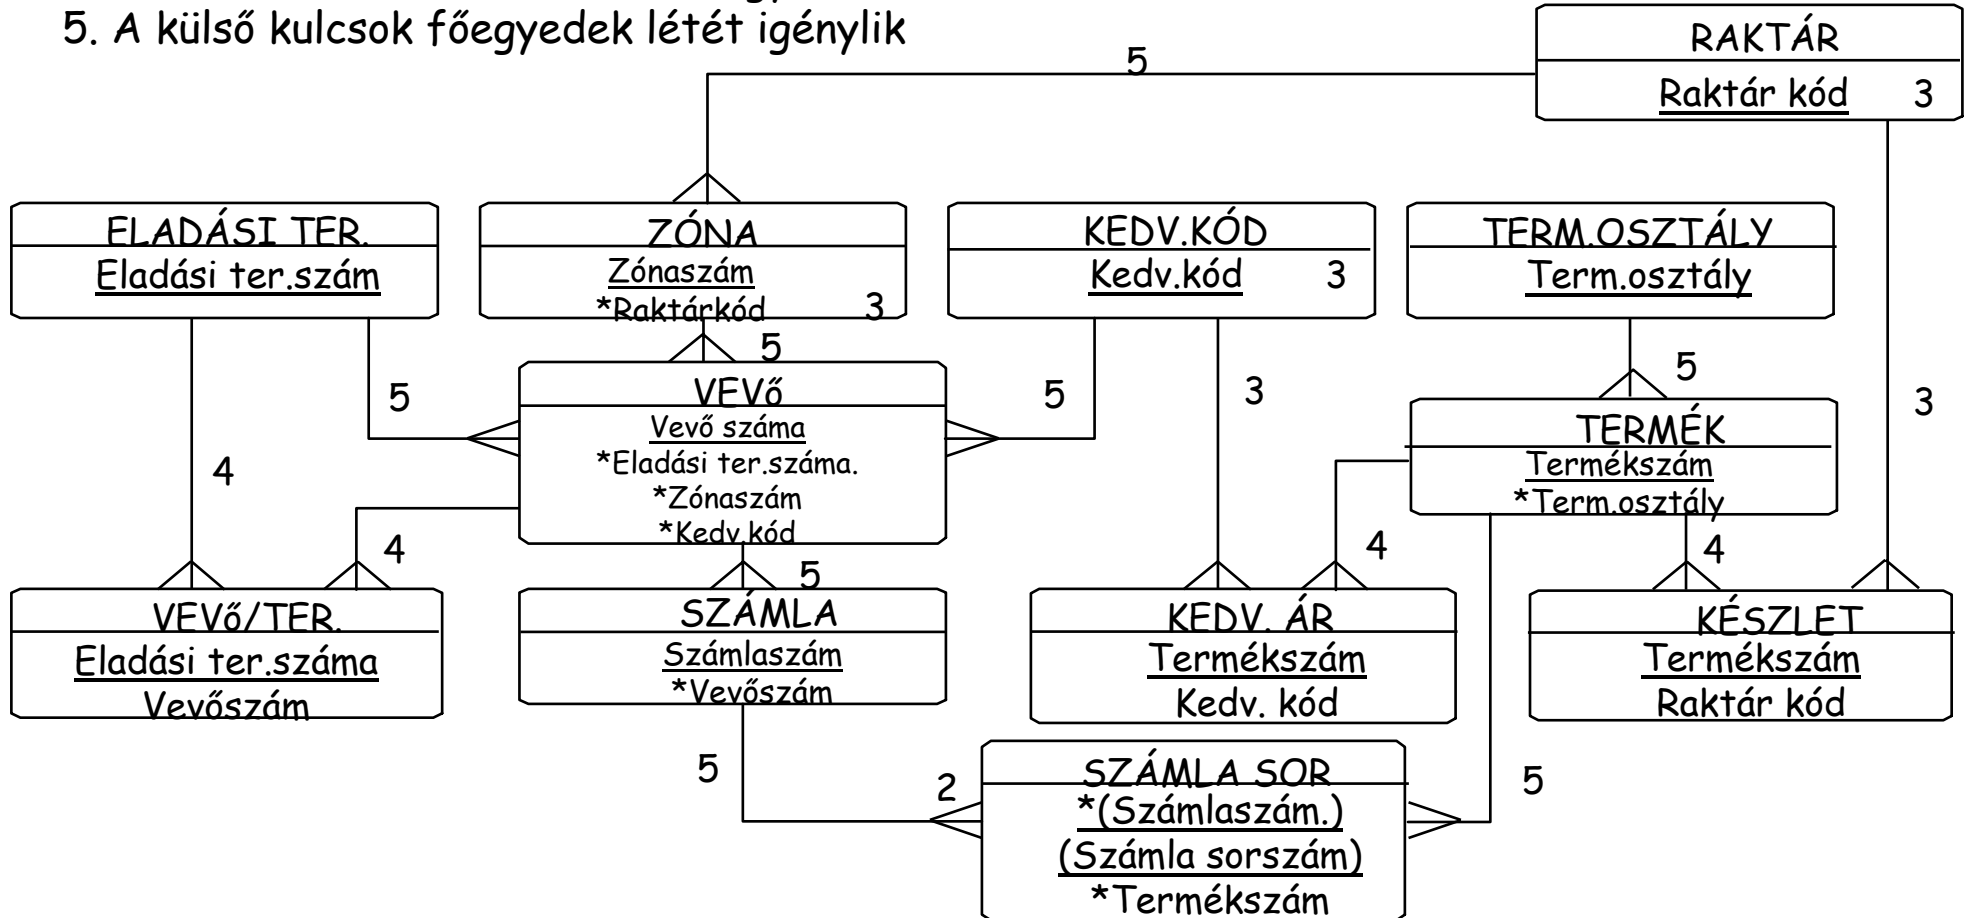 5. A külső kulcsok főegyedek létét igénylik
RAKTÁR
Raktár kód 3
5
ELADÁSI TER.
Eladási ter.szám
ZÓNA
Zónaszám
*Raktárkód 3
KEDV.KÓD
Kedv.kód 3
TERM.OSZTÁLY
Term.osztály
5
5
5
3
5
3
VEVő
Vevő száma
*Eladási ter.száma.
*Zónaszám
*Kedv.kód
TERMÉK
Termékszám
*Term.osztály
4
4
5
4
4
VEVő/TER.
Eladási ter.száma
Vevőszám
SZÁMLA
Számlaszám
*Vevőszám
KEDV. ÁR
Termékszám
Kedv. kód
KÉSZLET
Termékszám
Raktár kód
5
2
5
SZÁMLA SOR
*(Számlaszám.)
(Számla sorszám)
*Termékszám